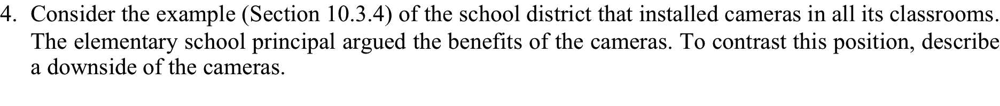 4. Consider the example (Section 10.3.4) of the school district that installed cameras in all its classrooms.
The elementary school principal argued the benefits of the cameras. To contrast this position, describe
a downside of the cameras.